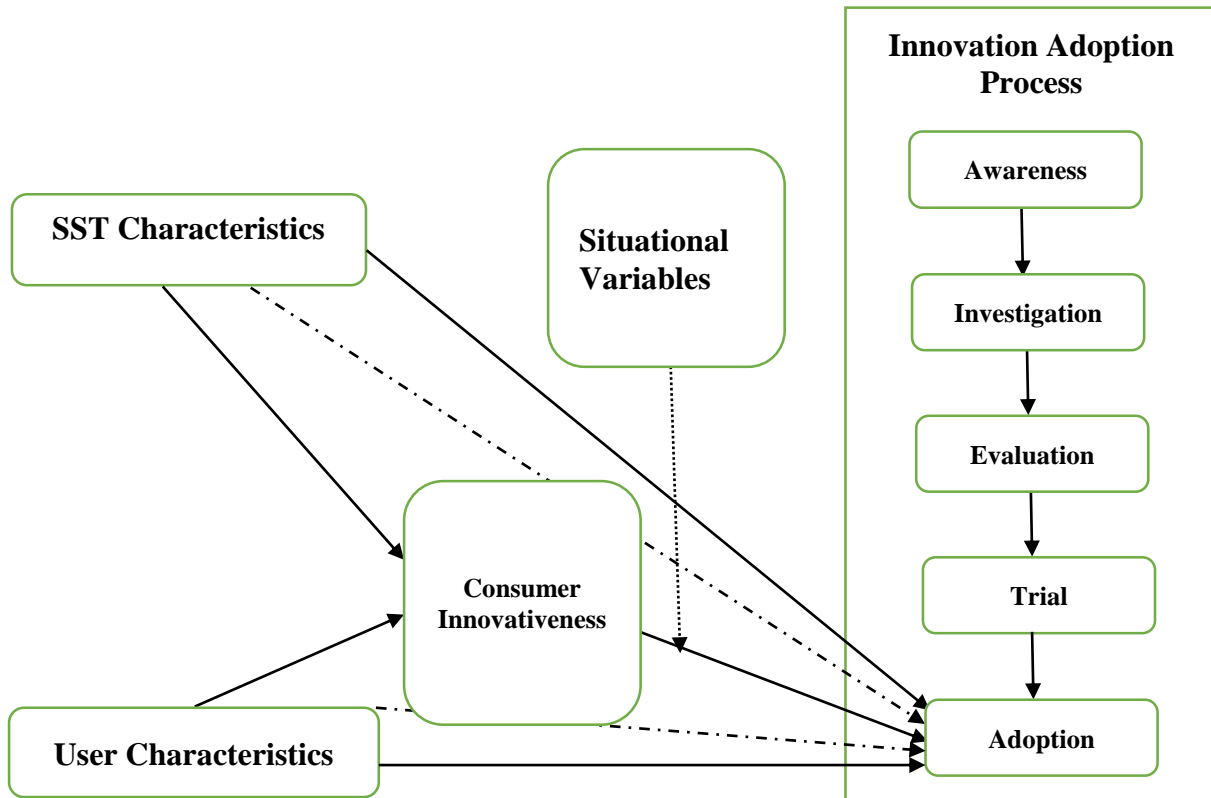 Innovation Adoption
Process
Awareness
SST Characteristics
Situational
Variables
Investigation
Evaluation
Consumer
Innovativeness
Trial
User Characteristics
Adoption